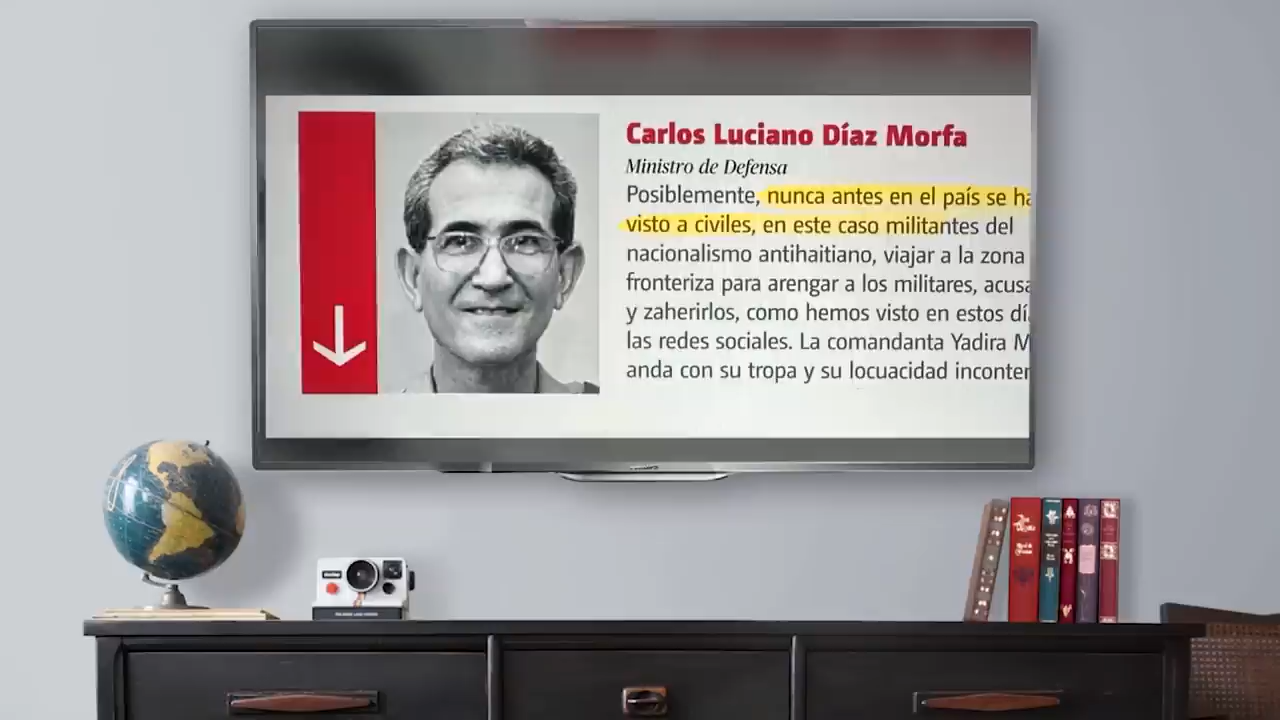 Carlos Luciano Díaz Morfa
Ministro de Defensa
Posiblemente, nunca antes en el país se ha
visto a civiles, en este caso militantes del
nacionalismo antihaitiano, viajar a la zona
fronteriza para arengar a los militares, acusa
y zaherirlos, como hemos visto en estos dí
las redes sociales. La comandanta Yadira M
anda con su tropa y su locuacidad inconten